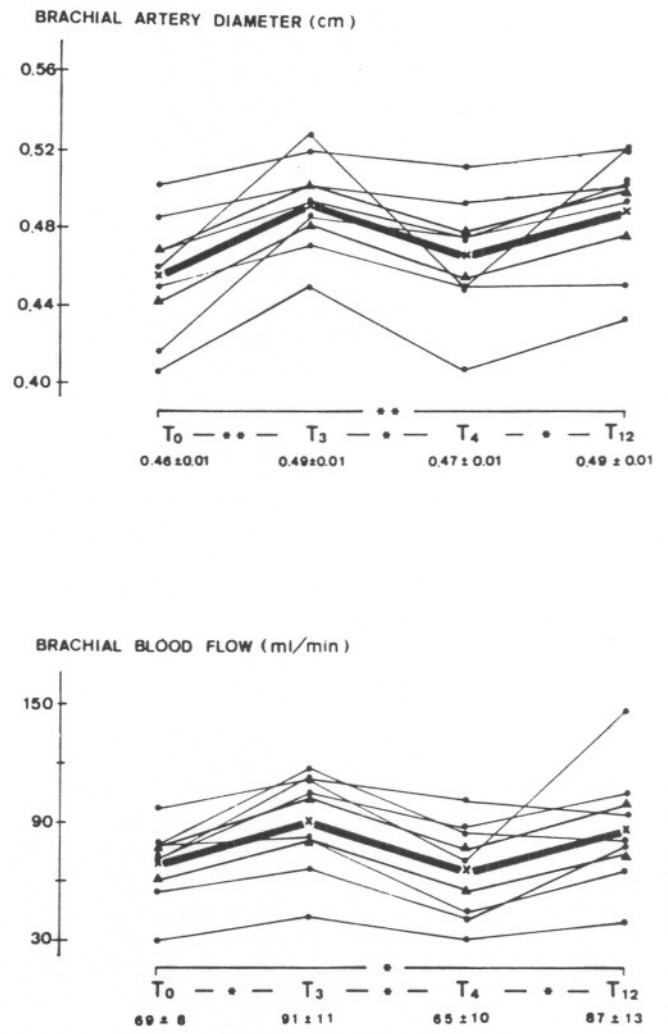 BRACHIAL ARTERY DIAMETER (cm)
0.56
0.52
0.48
0.44
0.40
**
T0 — ** — T3 — * — T4 — * — T12
0.46±0.01 0.49±0.01 0.47±0.01 0.49±0.01
BRACHIAL BLOOD FLOW (ml/min)
150
90
30
*
T0 — * — T3 — * — T4 — * — T12
69±8 91±11 65±10 87±13